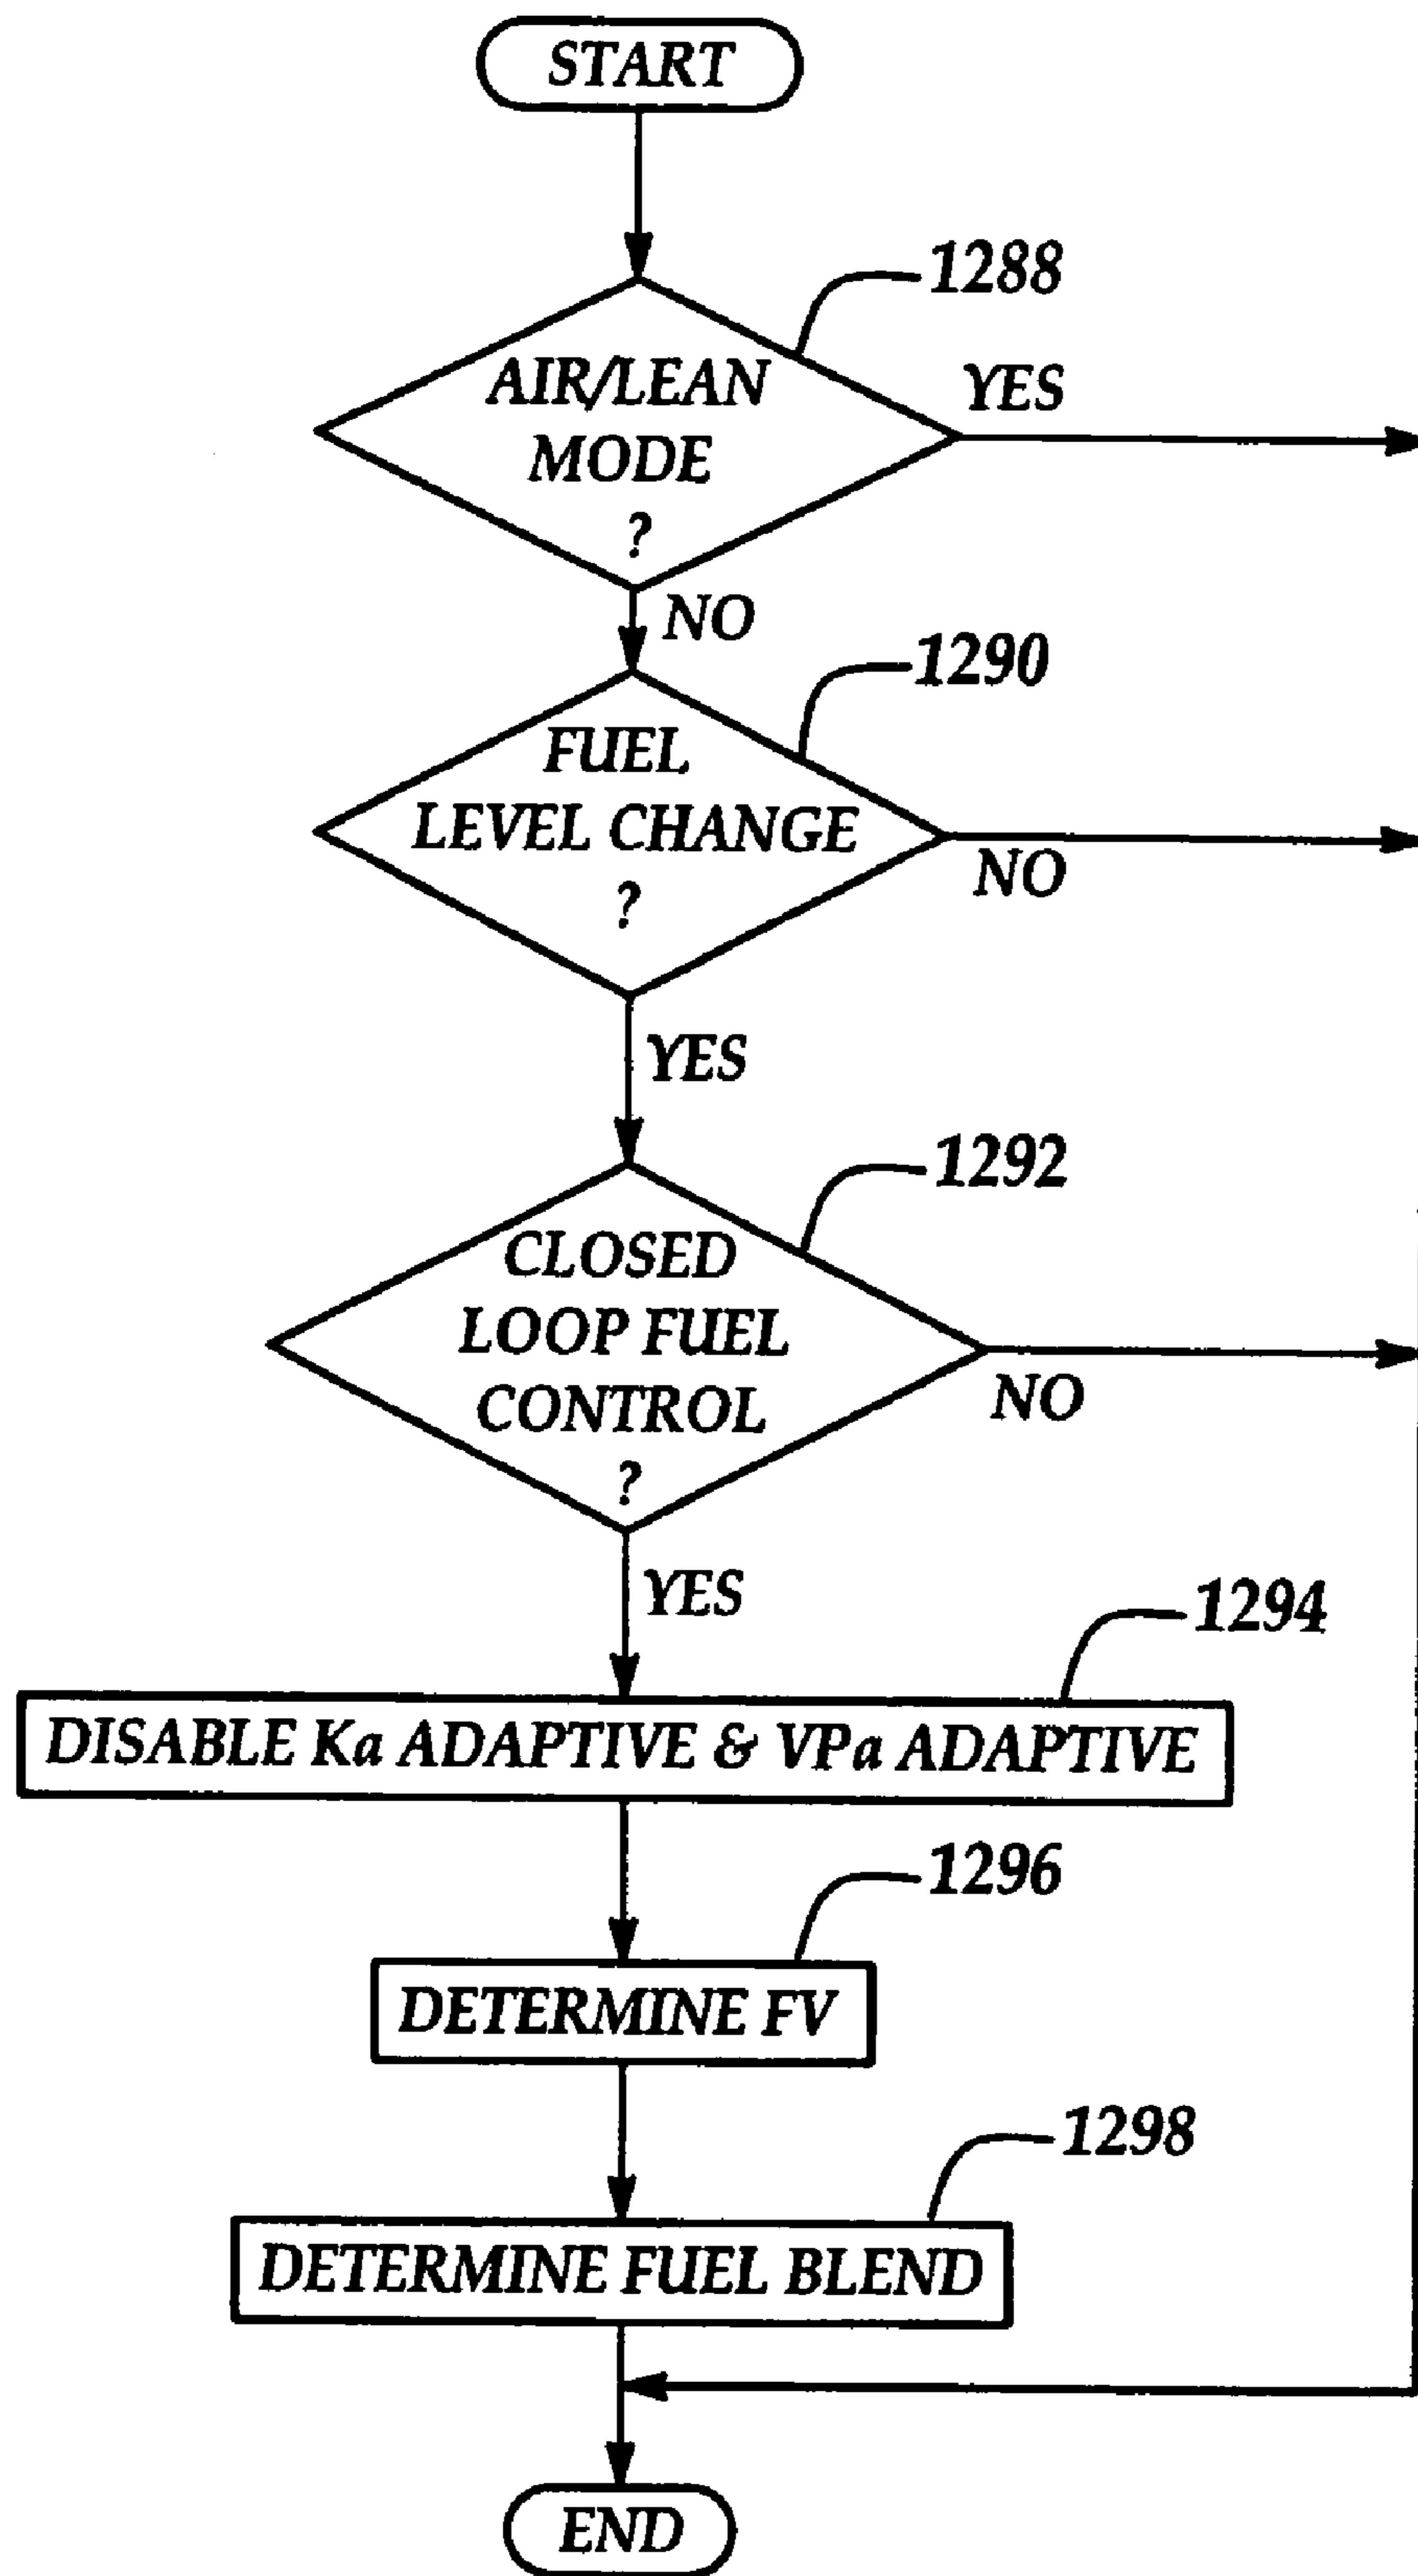 START
1288
AIR/LEAN
MODE
?
YES
NO
1290
FUEL
LEVEL CHANGE
?
NO
YES
1292
CLOSED
LOOP FUEL
CONTROL
?
NO
YES
1294
DISABLE Ka ADAPTIVE & VPa ADAPTIVE
1296
DETERMINE FV
1298
DETERMINE FUEL BLEND
END